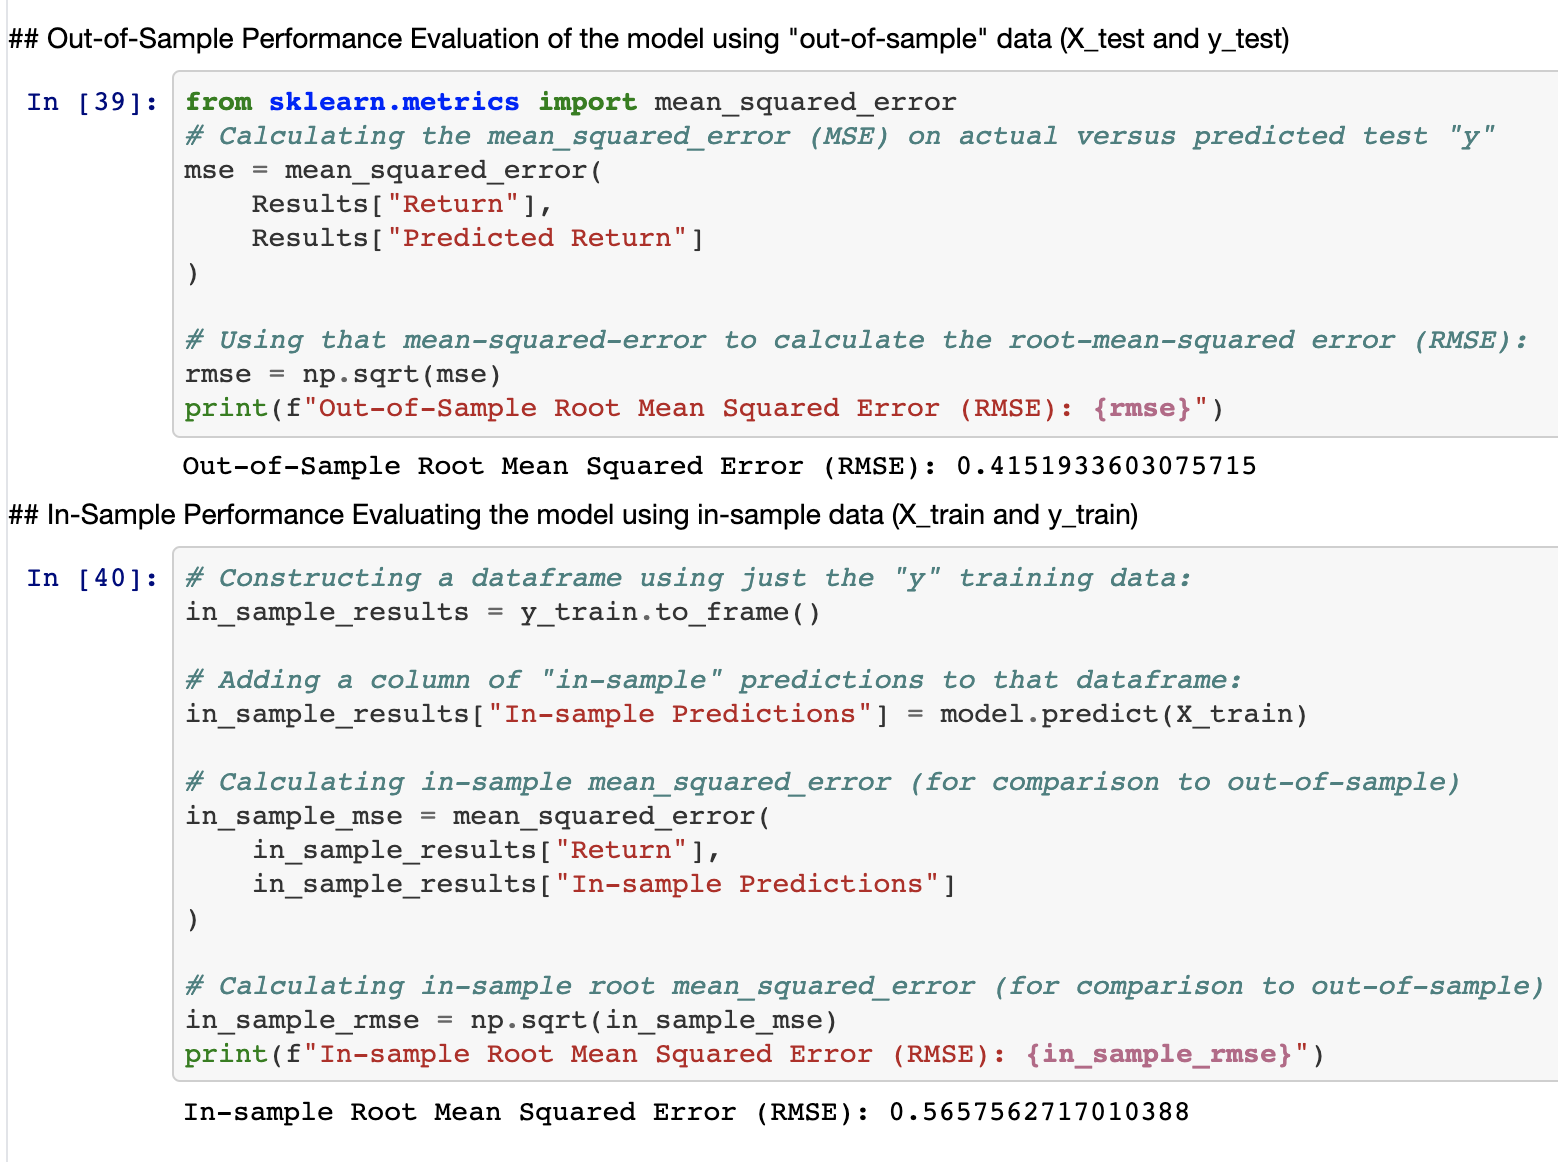 ## Out-of-Sample Performance Evaluation of the model using "out-of-sample" data (X_test and y_test)
In [39]:
from sklearn.metrics import mean_squared_error
# Calculating the mean_squared_error (MSE) on actual versus predicted test "y"
mse = mean_squared_error(
    Results["Return"],
    Results["Predicted Return"]
)
# Using that mean-squared-error to calculate the root-mean-squared error (RMSE):
rmse = np.sqrt(mse)
print(f"Out-of-Sample Root Mean Squared Error (RMSE): {rmse}")
Out-of-Sample Root Mean Squared Error (RMSE): 0.4151933603075715
## In-Sample Performance Evaluating the model using in-sample data (X_train and y_train)
In [40]:
# Constructing a dataframe using just the "y" training data:
in_sample_results = y_train.to_frame()
# Adding a column of "in-sample" predictions to that dataframe:
in_sample_results["In-sample Predictions"] = model.predict(X_train)
# Calculating in-sample mean_squared_error (for comparison to out-of-sample)
in_sample_mse = mean_squared_error(
    in_sample_results["Return"],
    in_sample_results["In-sample Predictions"]
)
# Calculating in-sample root mean_squared_error (for comparison to out-of-sample)
in_sample_rmse = np.sqrt(in_sample_mse)
print(f"In-sample Root Mean Squared Error (RMSE): {in_sample_rmse}")
In-sample Root Mean Squared Error (RMSE): 0.5657562717010388